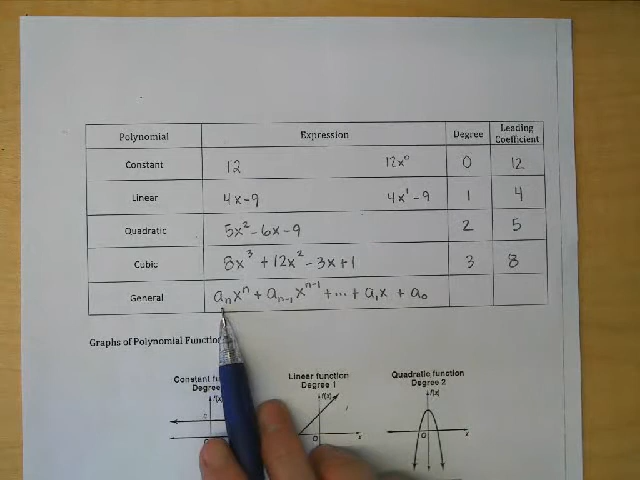 Polynomial Expression Degree Leading Coefficient
Constant 12 12x⁰ 0 12
Linear 4x-9 4x¹-9 1 4
Quadratic 5x²-6x-9 2 5
Cubic 8x³+12x²-3x+1 3 8
General aₙxⁿ + aₙ₋₁xⁿ⁻¹ + ... + a₁x + a₀
Graphs of Polynomial
Constant Linear function Quadratic function
Degree 1 Degree 2
f(x) f(x) f(x)
O x O x